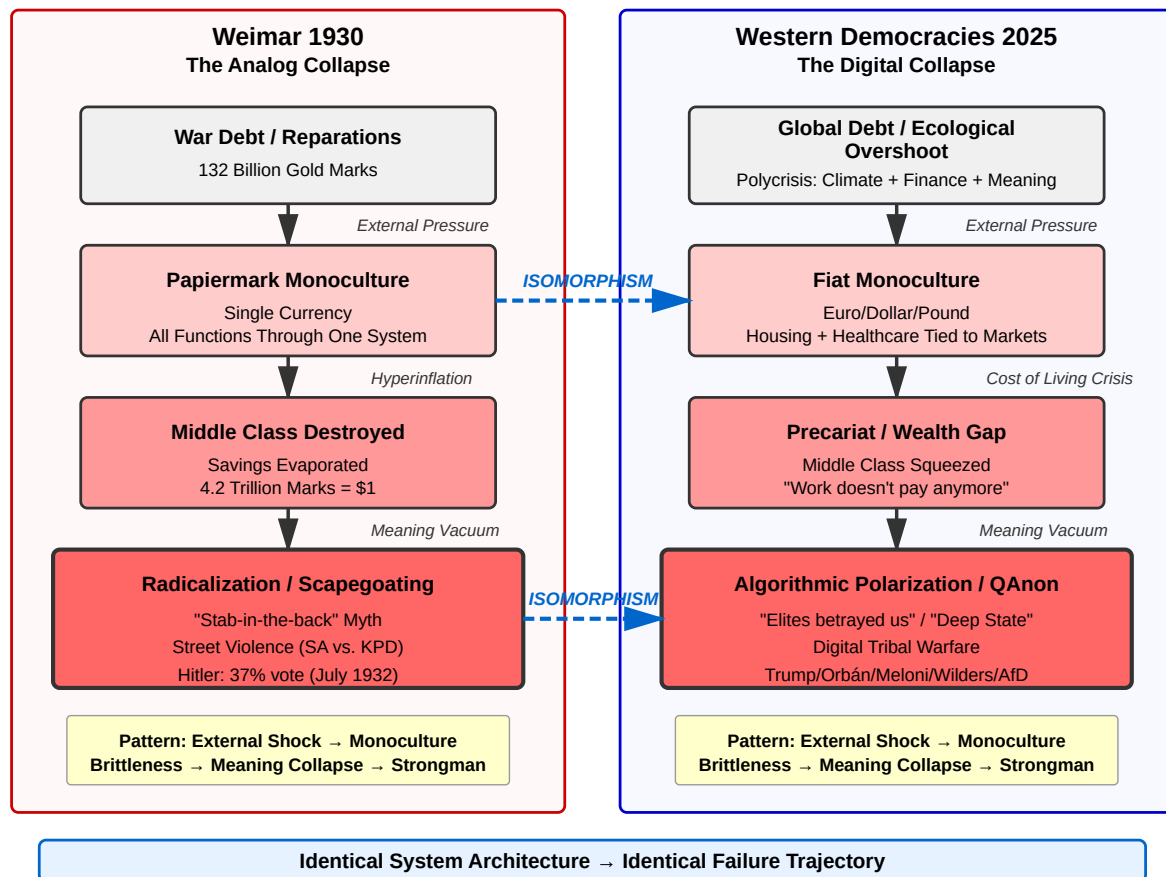 Weimar 1930
The Analog Collapse
War Debt / Reparations
132 Billion Gold Marks
External Pressure
Papiermark Monoculture
Single Currency
All Functions Through One System
Hyperinflation
Middle Class Destroyed
Savings Evaporated
4.2 Trillion Marks = $1
Meaning Vacuum
Radicalization / Scapegoating
"Stab-in-the-back" Myth
Street Violence (SA vs. KPD)
Hitler: 37% vote (July 1932)
Pattern: External Shock → Monoculture
Brittleness → Meaning Collapse → Strongman
ISOMORPHISM
ISOMORPHISM
Western Democracies 2025
The Digital Collapse
Global Debt / Ecological
Overshoot
Polycrisis: Climate + Finance + Meaning
External Pressure
Fiat Monoculture
Euro/Dollar/Pound
Housing + Healthcare Tied to Markets
Cost of Living Crisis
Precariat / Wealth Gap
Middle Class Squeezed
"Work doesn't pay anymore"
Meaning Vacuum
Algorithmic Polarization / QAnon
"Elites betrayed us" / "Deep State"
Digital Tribal Warfare
Trump/Orbán/Meloni/Wilders/AfD
Pattern: External Shock → Monoculture
Brittleness → Meaning Collapse → Strongman
Identical System Architecture → Identical Failure Trajectory